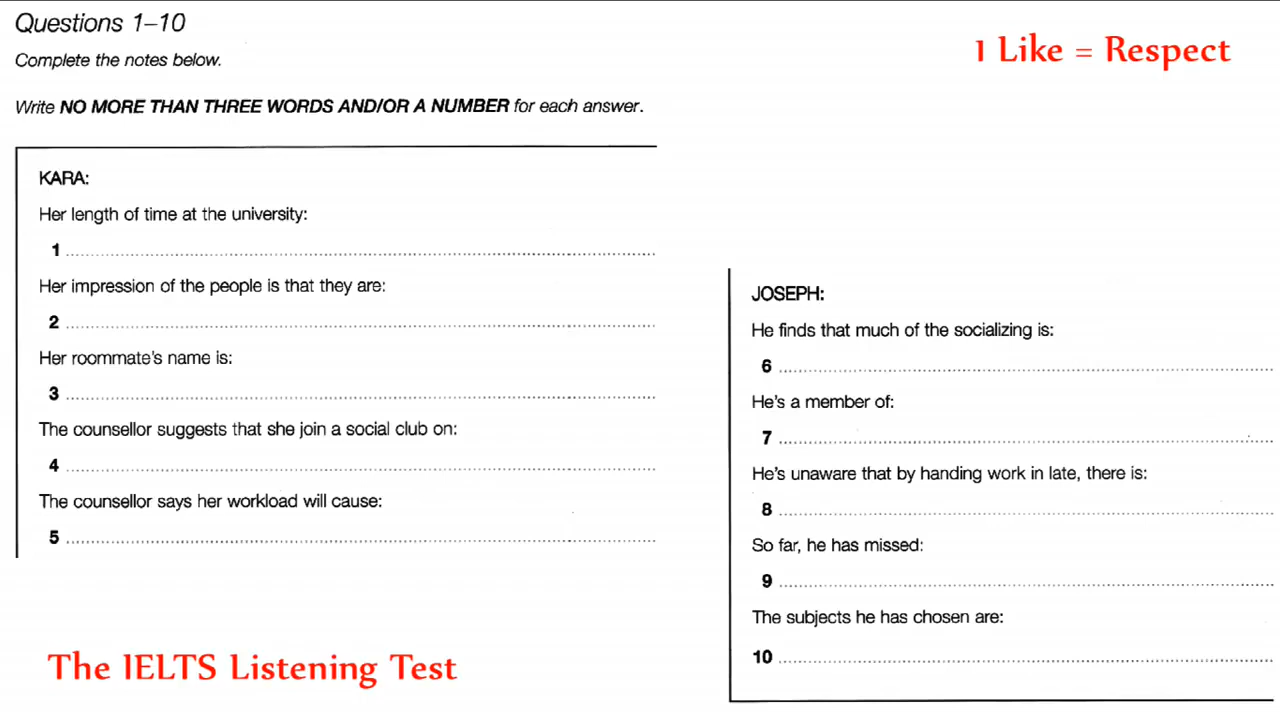 Questions 1–10
Complete the notes below.
Write NO MORE THAN THREE WORDS AND/OR A NUMBER for each answer.
1 Like = Respect
KARA:
Her length of time at the university:
1 ....................
Her impression of the people is that they are:
2 ....................
Her roommate's name is:
3 ....................
The counsellor suggests that she join a social club on:
4 ....................
The counsellor says her workload will cause:
5 ....................
JOSEPH:
He finds that much of the socializing is:
6 ....................
He's a member of:
7 ....................
He's unaware that by handing work in late, there is:
8 ....................
So far, he has missed:
9 ....................
The subjects he has chosen are:
10 ....................
The IELTS Listening Test